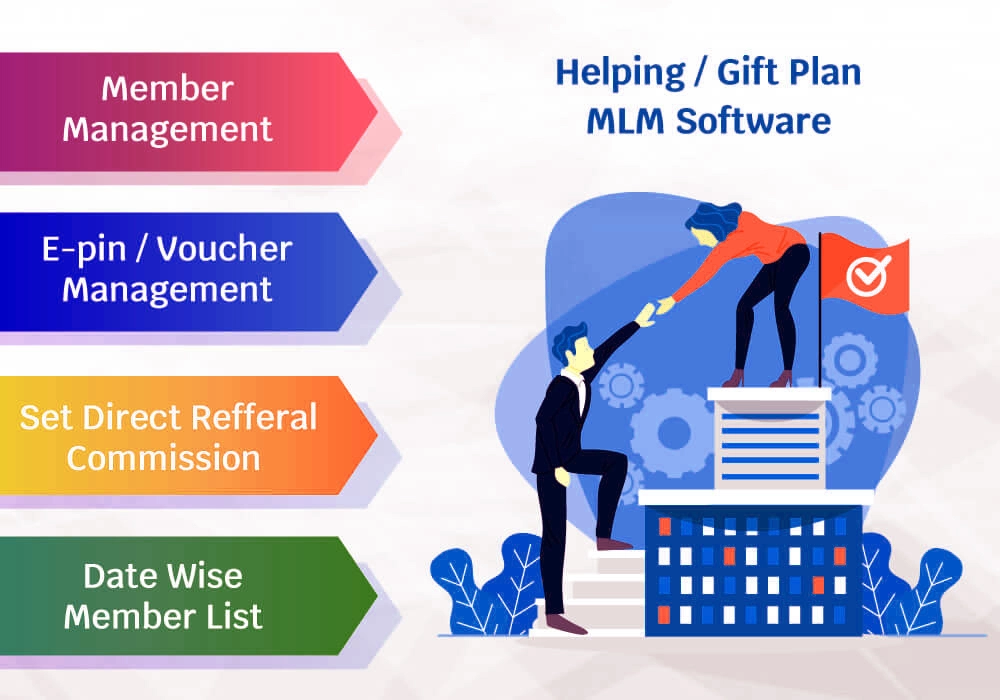 Member
Management
E-pin / Voucher
Management
Set Direct Refferal
Commission
Date Wise
Member List
Helping / Gift Plan
MLM Software